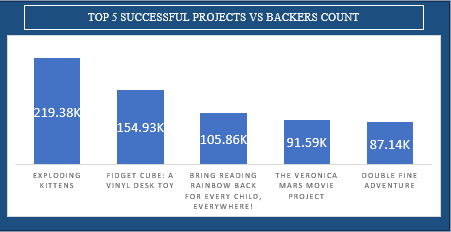 TOP 5 SUCCESSFUL PROJECTS VS BACKERS COUNT
219.38K
154.93K
105.86K
91.59K
87.14K
EXPLODING
KITTENS
FIDGET CUBE: A
VINYL DESK TOY
BRING READING
RAINBOW BACK
FOR EVERY CHILD,
EVERYWHERE!
THE VERONICA
MARS MOVIE
PROJECT
DOUBLE FINE
ADVENTURE